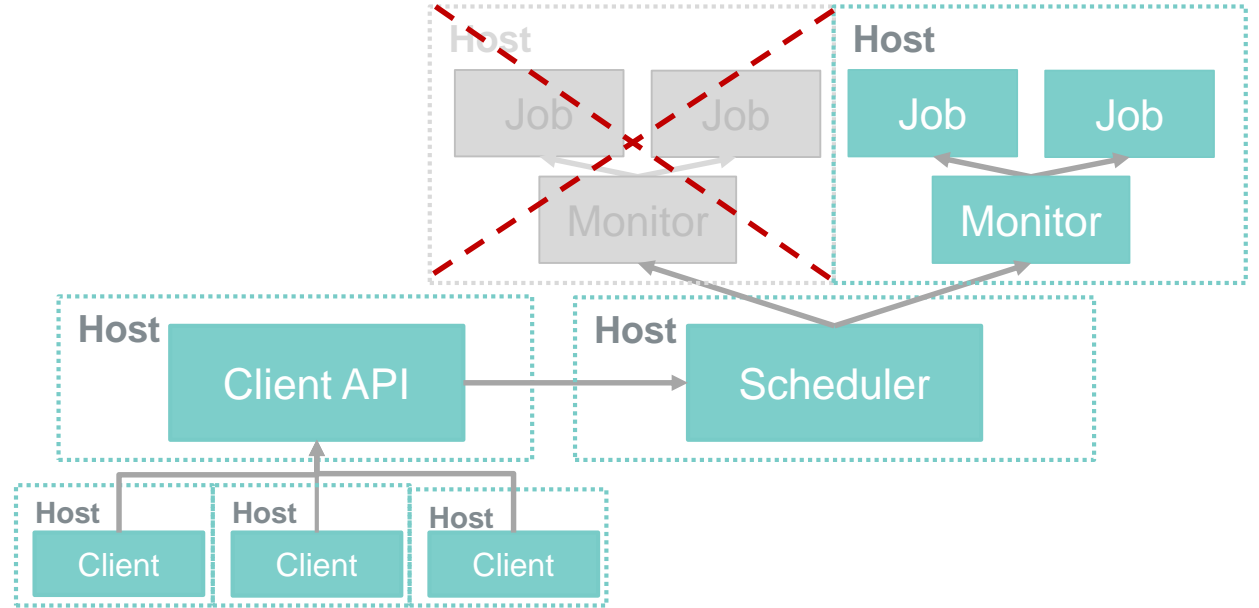 Host
Job
Job
Monitor
Host
Job
Job
Monitor
Host
Client API
Host
Scheduler
Host
Client
Host
Client
Host
Client